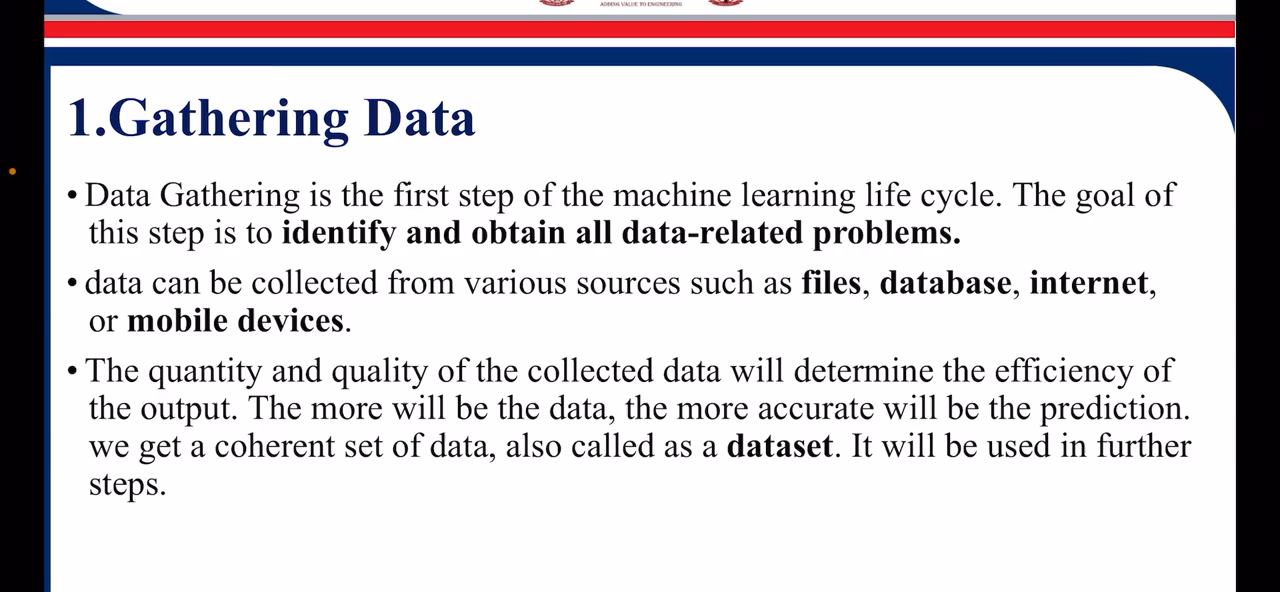 ADDING VALUE TO ENGINEERING
1.Gathering Data
• Data Gathering is the first step of the machine learning life cycle. The goal of
this step is to identify and obtain all data-related problems.
• data can be collected from various sources such as files, database, internet,
or mobile devices.
• The quantity and quality of the collected data will determine the efficiency of
the output. The more will be the data, the more accurate will be the prediction.
we get a coherent set of data, also called as a dataset. It will be used in further
steps.